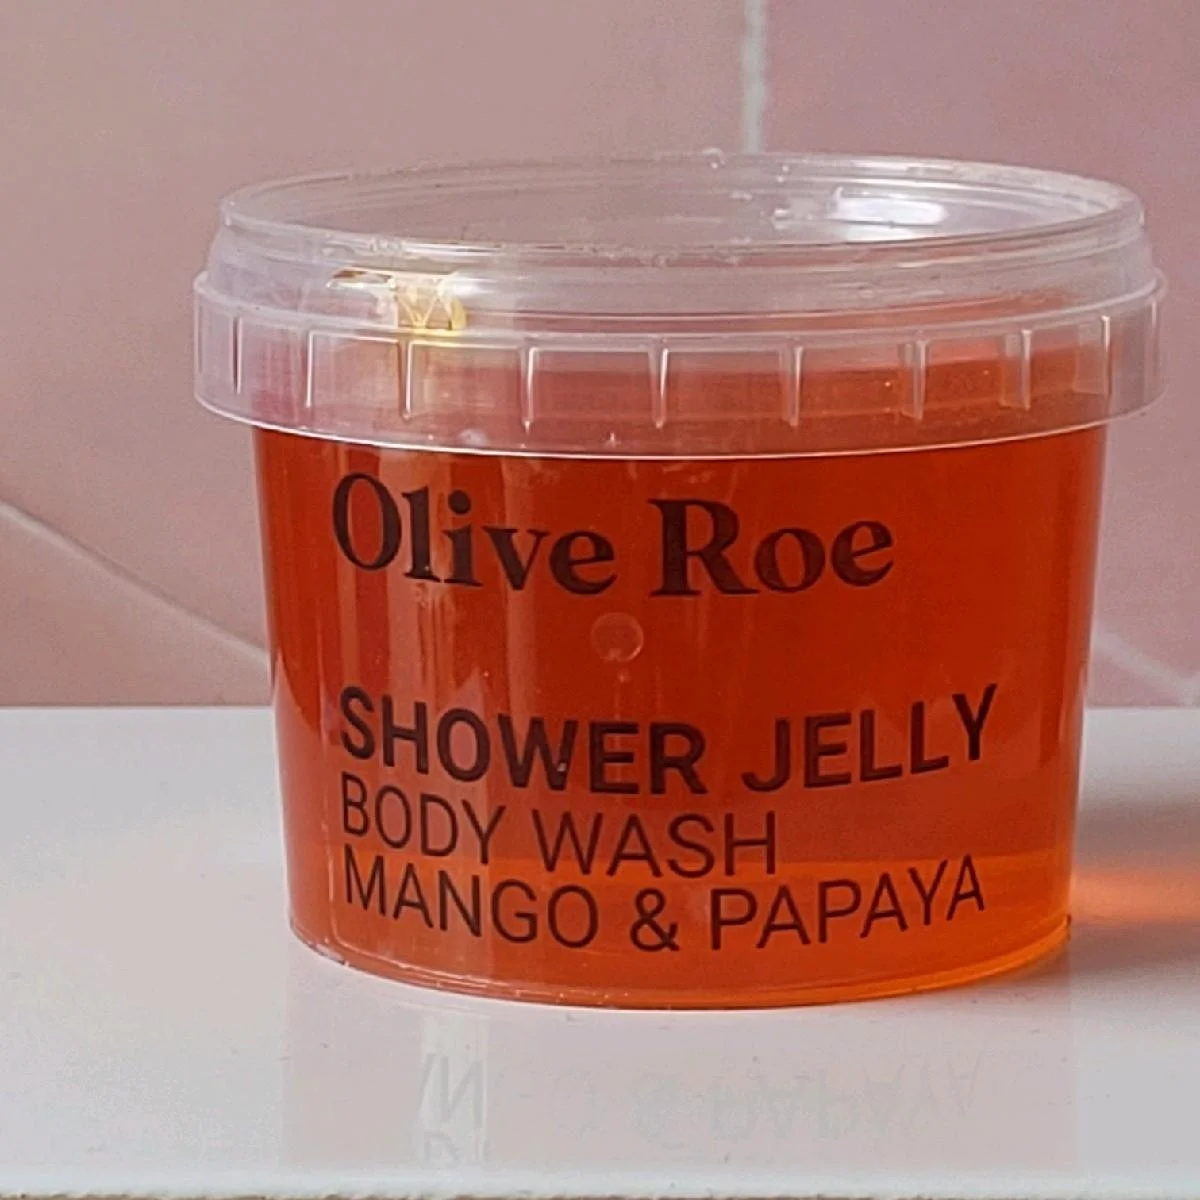 Olive Roe
SHOWER JELLY
BODY WASH
MANGO & PAPAYA